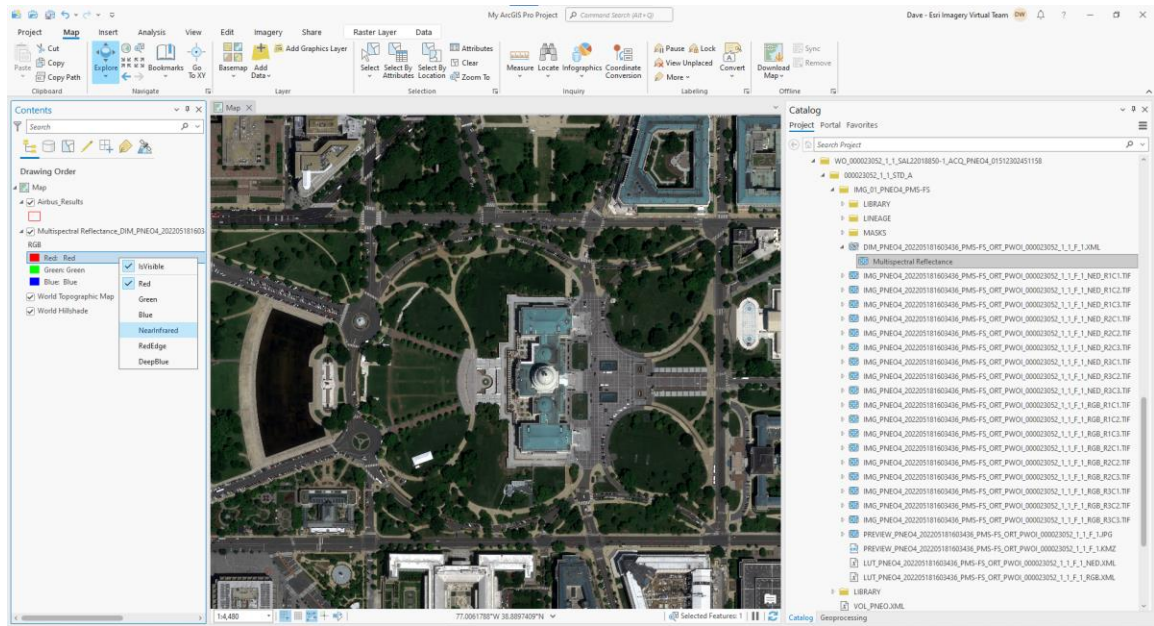 My ArcGIS Pro Project
Command Search (Alt+Q)
Dave - Esri Imagery Virtual Team
DW
?
Project Map Insert Analysis View Edit Imagery Share Raster Layer Data
Paste
Cut
Copy
Copy Path
Clipboard
Explore
Bookmarks
Go To XY
Navigate
Basemap
Add Data
Add Graphics Layer
Layer
Select
Select By Attributes
Select By Location
Attributes
Clear
Zoom To
Selection
Measure
Locate
Infographics
Coordinate Conversion
Inquiry
Pause
Lock
View Unplaced
More
Convert
Labeling
Download Map
Sync
Remove
Offline
Contents
Search
Drawing Order
Map
Airbus_Results
Multispectral Reflectance_DIM_PNEO4_202205181603
RGB
Red: Red
Green: Green
Blue: Blue
World Topographic Map
World Hillshade
IsVisible
Red
Green
Blue
NearInfrared
RedEdge
DeepBlue
Map
1:4,480
77.0061788°W 38.8897409°N
Selected Features: 1
Catalog
Project Portal Favorites
Search Project
WO_000023052_1_1_SAL22018850-1_ACQ_PNEO4_01512302451158
000023052_1_1_STD_A
IMG_01_PNEO4_PMS-FS
LIBRARY
LINEAGE
MASKS
DIM_PNEO4_202205181603436_PMS-FS_ORT_PWOI_000023052_1_1_F_1.XML
Multispectral Reflectance
IMG_PNEO4_202205181603436_PMS-FS_ORT_PWOI_000023052_1_1_F_1_NED_R1C1.TIF
IMG_PNEO4_202205181603436_PMS-FS_ORT_PWOI_000023052_1_1_F_1_NED_R1C2.TIF
IMG_PNEO4_202205181603436_PMS-FS_ORT_PWOI_000023052_1_1_F_1_NED_R1C3.TIF
IMG_PNEO4_202205181603436_PMS-FS_ORT_PWOI_000023052_1_1_F_1_NED_R2C1.TIF
IMG_PNEO4_202205181603436_PMS-FS_ORT_PWOI_000023052_1_1_F_1_NED_R2C2.TIF
IMG_PNEO4_202205181603436_PMS-FS_ORT_PWOI_000023052_1_1_F_1_NED_R2C3.TIF
IMG_PNEO4_202205181603436_PMS-FS_ORT_PWOI_000023052_1_1_F_1_NED_R3C1.TIF
IMG_PNEO4_202205181603436_PMS-FS_ORT_PWOI_000023052_1_1_F_1_NED_R3C2.TIF
IMG_PNEO4_202205181603436_PMS-FS_ORT_PWOI_000023052_1_1_F_1_NED_R3C3.TIF
IMG_PNEO4_202205181603436_PMS-FS_ORT_PWOI_000023052_1_1_F_1_RGB_R1C1.TIF
IMG_PNEO4_202205181603436_PMS-FS_ORT_PWOI_000023052_1_1_F_1_RGB_R1C2.TIF
IMG_PNEO4_202205181603436_PMS-FS_ORT_PWOI_000023052_1_1_F_1_RGB_R1C3.TIF
IMG_PNEO4_202205181603436_PMS-FS_ORT_PWOI_000023052_1_1_F_1_RGB_R2C1.TIF
IMG_PNEO4_202205181603436_PMS-FS_ORT_PWOI_000023052_1_1_F_1_RGB_R2C2.TIF
IMG_PNEO4_202205181603436_PMS-FS_ORT_PWOI_000023052_1_1_F_1_RGB_R2C3.TIF
IMG_PNEO4_202205181603436_PMS-FS_ORT_PWOI_000023052_1_1_F_1_RGB_R3C1.TIF
IMG_PNEO4_202205181603436_PMS-FS_ORT_PWOI_000023052_1_1_F_1_RGB_R3C2.TIF
IMG_PNEO4_202205181603436_PMS-FS_ORT_PWOI_000023052_1_1_F_1_RGB_R3C3.TIF
PREVIEW_PNEO4_202205181603436_PMS-FS_ORT_PWOI_000023052_1_1_F_1.JPG
PREVIEW_PNEO4_202205181603436_PMS-FS_ORT_PWOI_000023052_1_1_F_1.KMZ
LUT_PNEO4_202205181603436_PMS-FS_ORT_PWOI_000023052_1_1_F_1_NED.XML
LUT_PNEO4_202205181603436_PMS-FS_ORT_PWOI_000023052_1_1_F_1_RGB.XML
LIBRARY
VOL_PNEO.XML
Catalog Geoprocessing